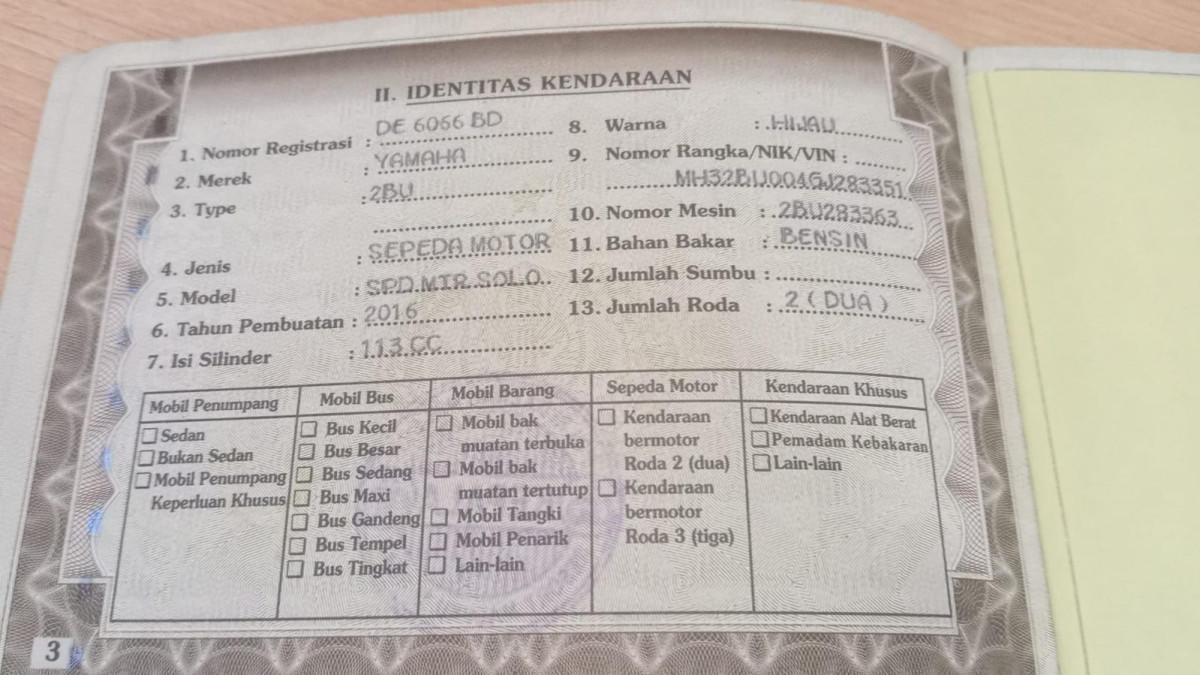 II. IDENTITAS KENDARAAN
1. Nomor Registrasi : DE 6066 BD
2. Merek : YAMAHA
3. Type : 2BU
4. Jenis : SEPEDA MOTOR
5. Model : SPD.MTR.SOLO
6. Tahun Pembuatan : 2016
7. Isi Silinder : 113 CC
8. Warna : HIJAU
9. Nomor Rangka/NIK/VIN :
MH32BU004GJ283351
10. Nomor Mesin : 2BU283363
11. Bahan Bakar : BENSIN
12. Jumlah Sumbu :
13. Jumlah Roda : 2 ( DUA )
Mobil Penumpang
Sedan
Bukan Sedan
Mobil Penumpang
Keperluan Khusus
Mobil Bus
Bus Kecil
Bus Besar
Bus Sedang
Bus Maxi
Bus Gandeng
Bus Tempel
Bus Tingkat
Mobil Barang
Mobil bak
muatan terbuka
Mobil bak
muatan tertutup
Mobil Tangki
Mobil Penarik
Lain-lain
Sepeda Motor
Kendaraan
bermotor
Roda 2 (dua)
Kendaraan
bermotor
Roda 3 (tiga)
Kendaraan Khusus
Kendaraan Alat Berat
Pemadam Kebakaran
Lain-lain
3